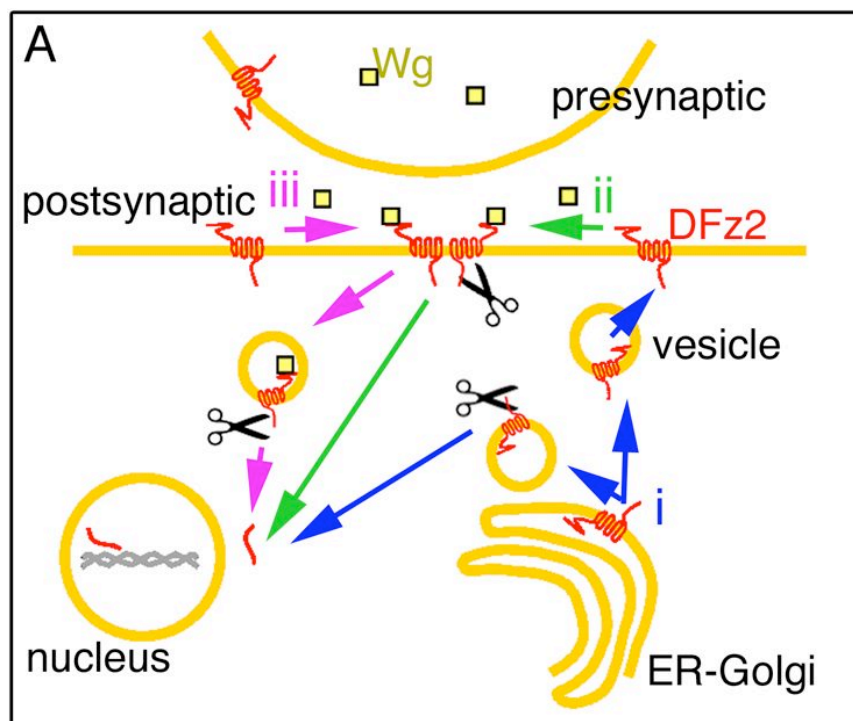 A
Wg
presynaptic
postsynaptic
iii
ii
DFz2
vesicle
i
nucleus
ER-Golgi